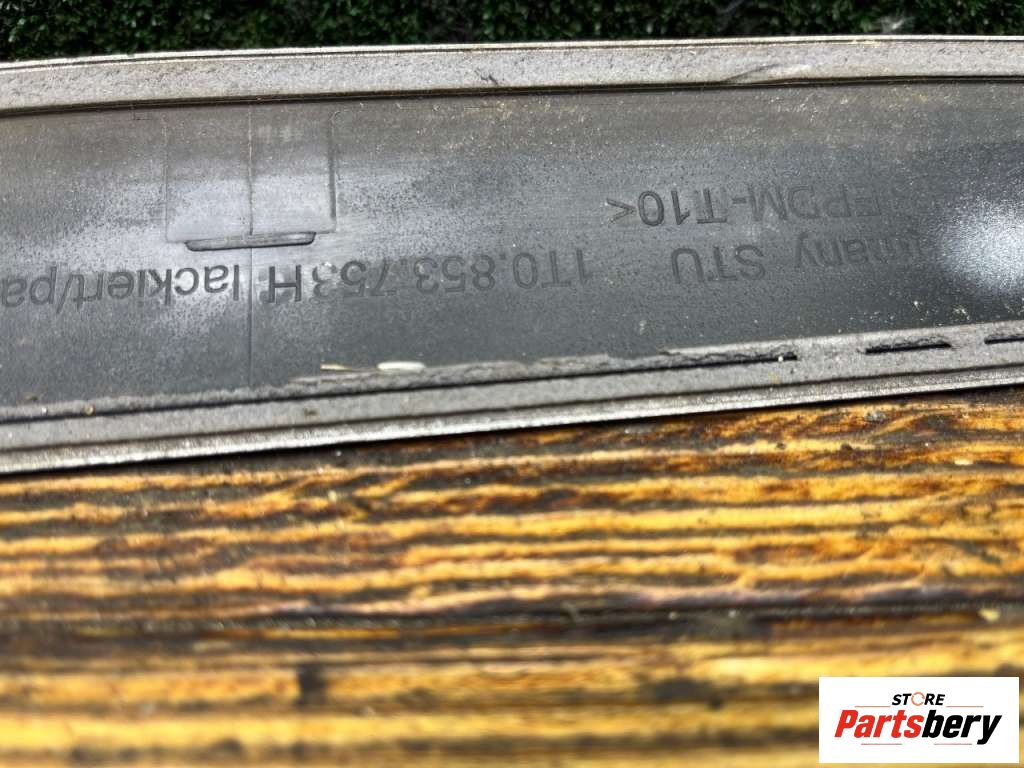 many STU 1T0.853.753H lackiert/pa
EPDM-T10<
STORE
Partsbery